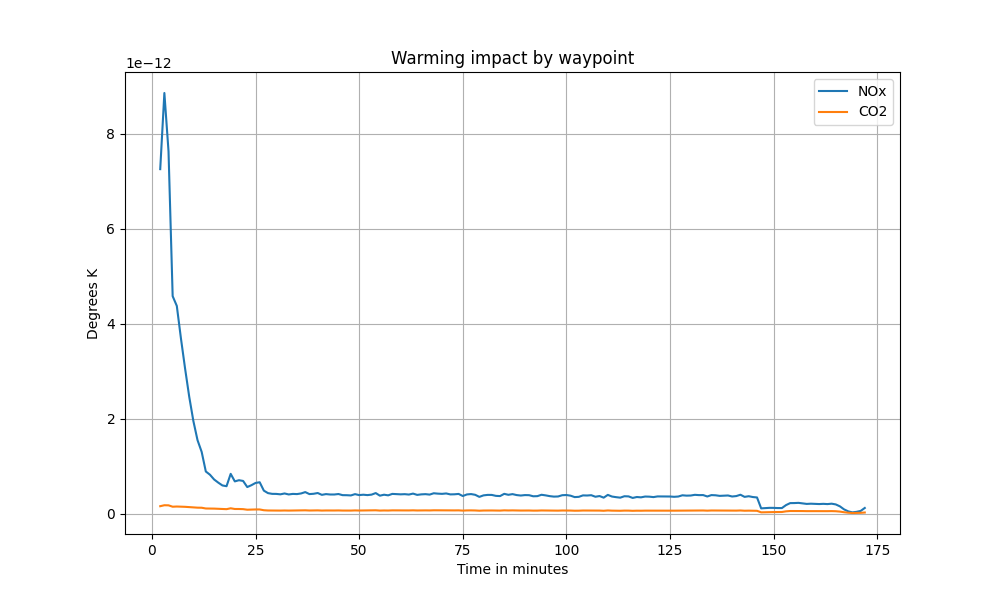 Warming impact by waypoint
1e−12
NOx
CO2
8
6
4
2
0
Degrees K
0 25 50 75 100 125 150 175
Time in minutes